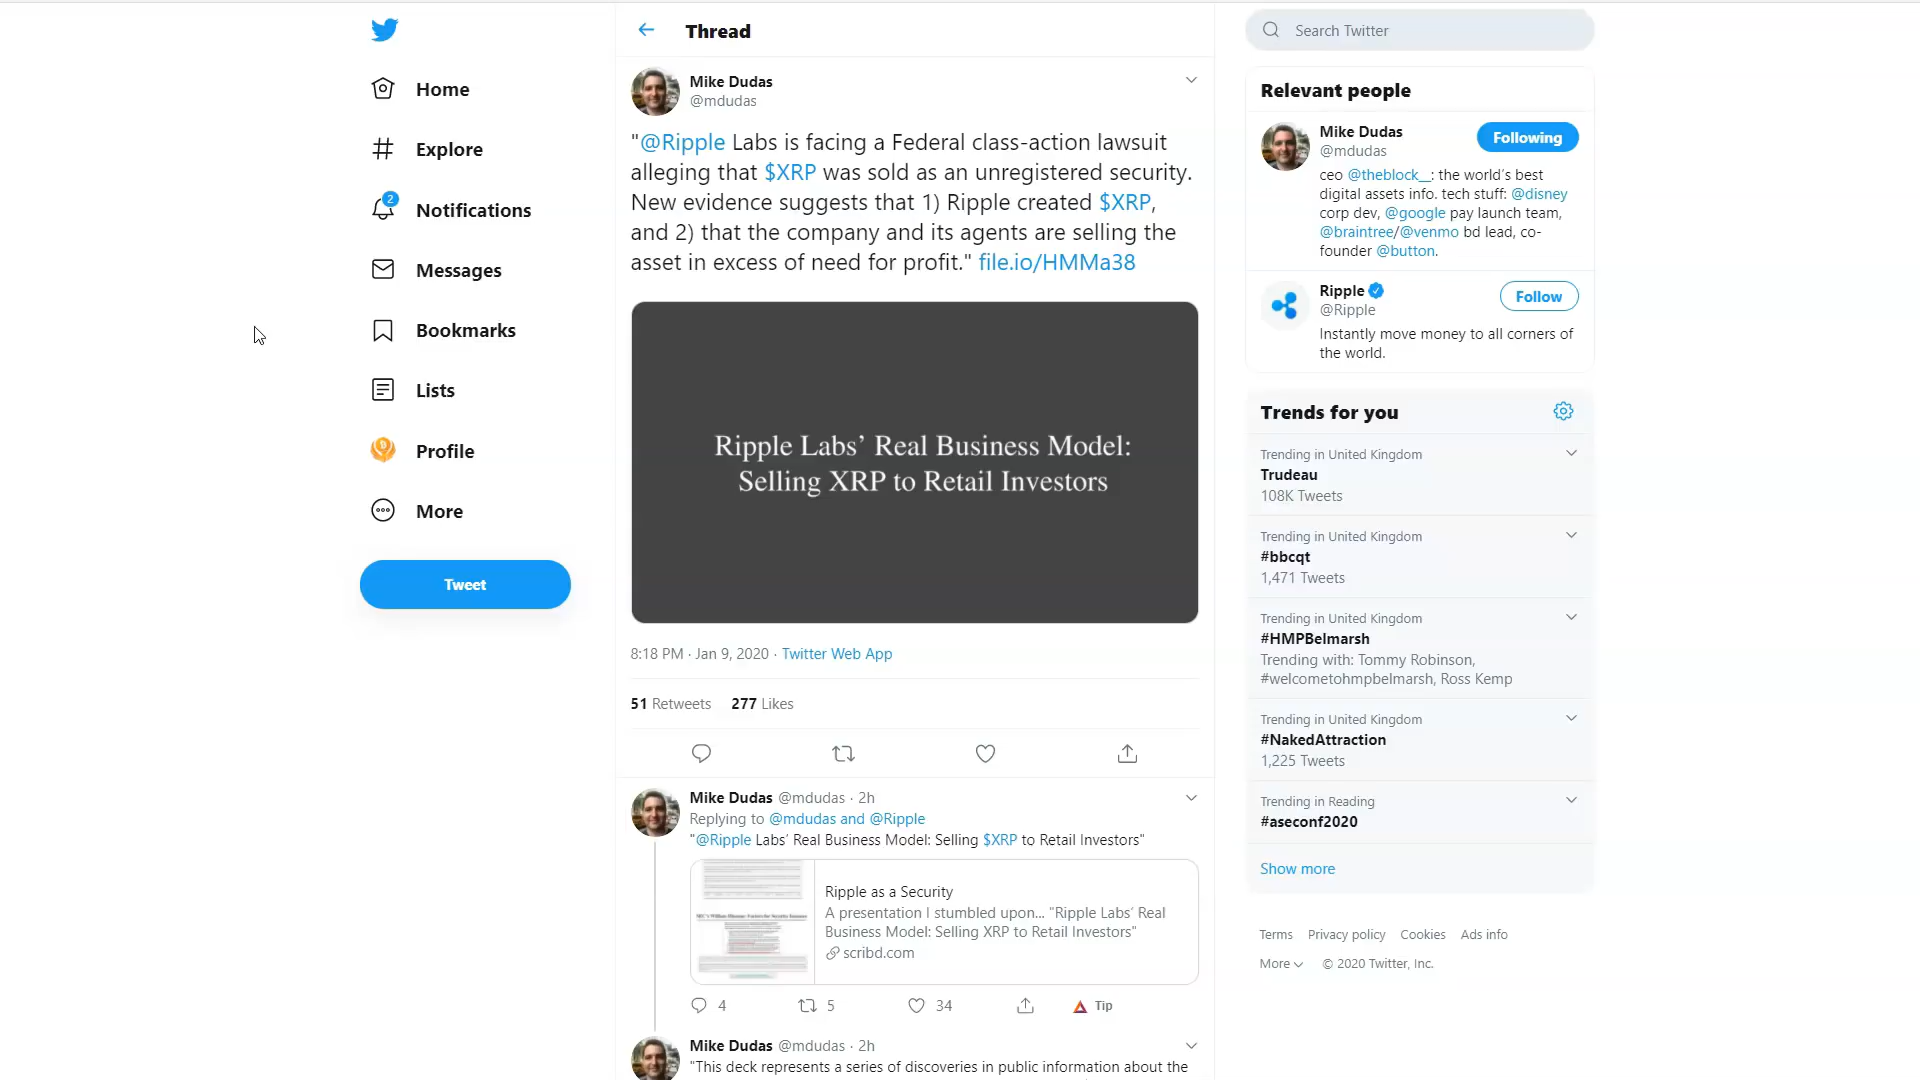 Home
Explore
2
Notifications
Messages
Bookmarks
Lists
Profile
More
Tweet
Thread
Mike Dudas
@mdudas
"@Ripple Labs is facing a Federal class-action lawsuit
alleging that $XRP was sold as an unregistered security.
New evidence suggests that 1) Ripple created $XRP,
and 2) that the company and its agents are selling the
asset in excess of need for profit." file.io/HMMa38
Ripple Labs’ Real Business Model:
Selling XRP to Retail Investors
8:18 PM · Jan 9, 2020 · Twitter Web App
51 Retweets 277 Likes
Mike Dudas @mdudas · 2h
Replying to @mdudas and @Ripple
"@Ripple Labs’ Real Business Model: Selling $XRP to Retail Investors"
Ripple as a Security
A presentation I stumbled upon... "Ripple Labs’ Real
Business Model: Selling XRP to Retail Investors"
scribd.com
4 5 34 Tip
Mike Dudas @mdudas · 2h
"This deck represents a series of discoveries in public information about the
Search Twitter
Relevant people
Mike Dudas
@mdudas
Following
ceo @theblock__: the world’s best
digital assets info. tech stuff: @disney
corp dev, @google pay launch team,
@braintree/@venmo bd lead, co-
founder @button.
Ripple
@Ripple
Follow
Instantly move money to all corners of
the world.
Trends for you
Trending in United Kingdom
Trudeau
108K Tweets
Trending in United Kingdom
#bbcqt
1,471 Tweets
Trending in United Kingdom
#HMPBelmarsh
Trending with: Tommy Robinson,
#welcometohmpbelmarsh, Ross Kemp
Trending in United Kingdom
#NakedAttraction
1,225 Tweets
Trending in Reading
#aseconf2020
Show more
Terms Privacy policy Cookies Ads info
More © 2020 Twitter, Inc.